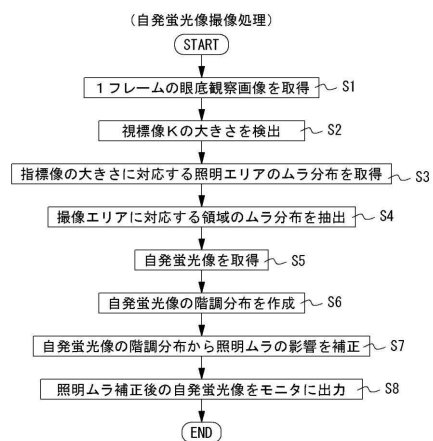 （自発蛍光像撮像処理）
START
1フレームの眼底観察画像を取得 S1
視標像Kの大きさを検出 S2
指標像の大きさに対応する照明エリアのムラ分布を取得 S3
撮像エリアに対応する領域のムラ分布を抽出 S4
自発蛍光像を取得 S5
自発蛍光像の階調分布を作成 S6
自発蛍光像の階調分布から照明ムラの影響を補正 S7
照明ムラ補正後の自発蛍光像をモニタに出力 S8
END